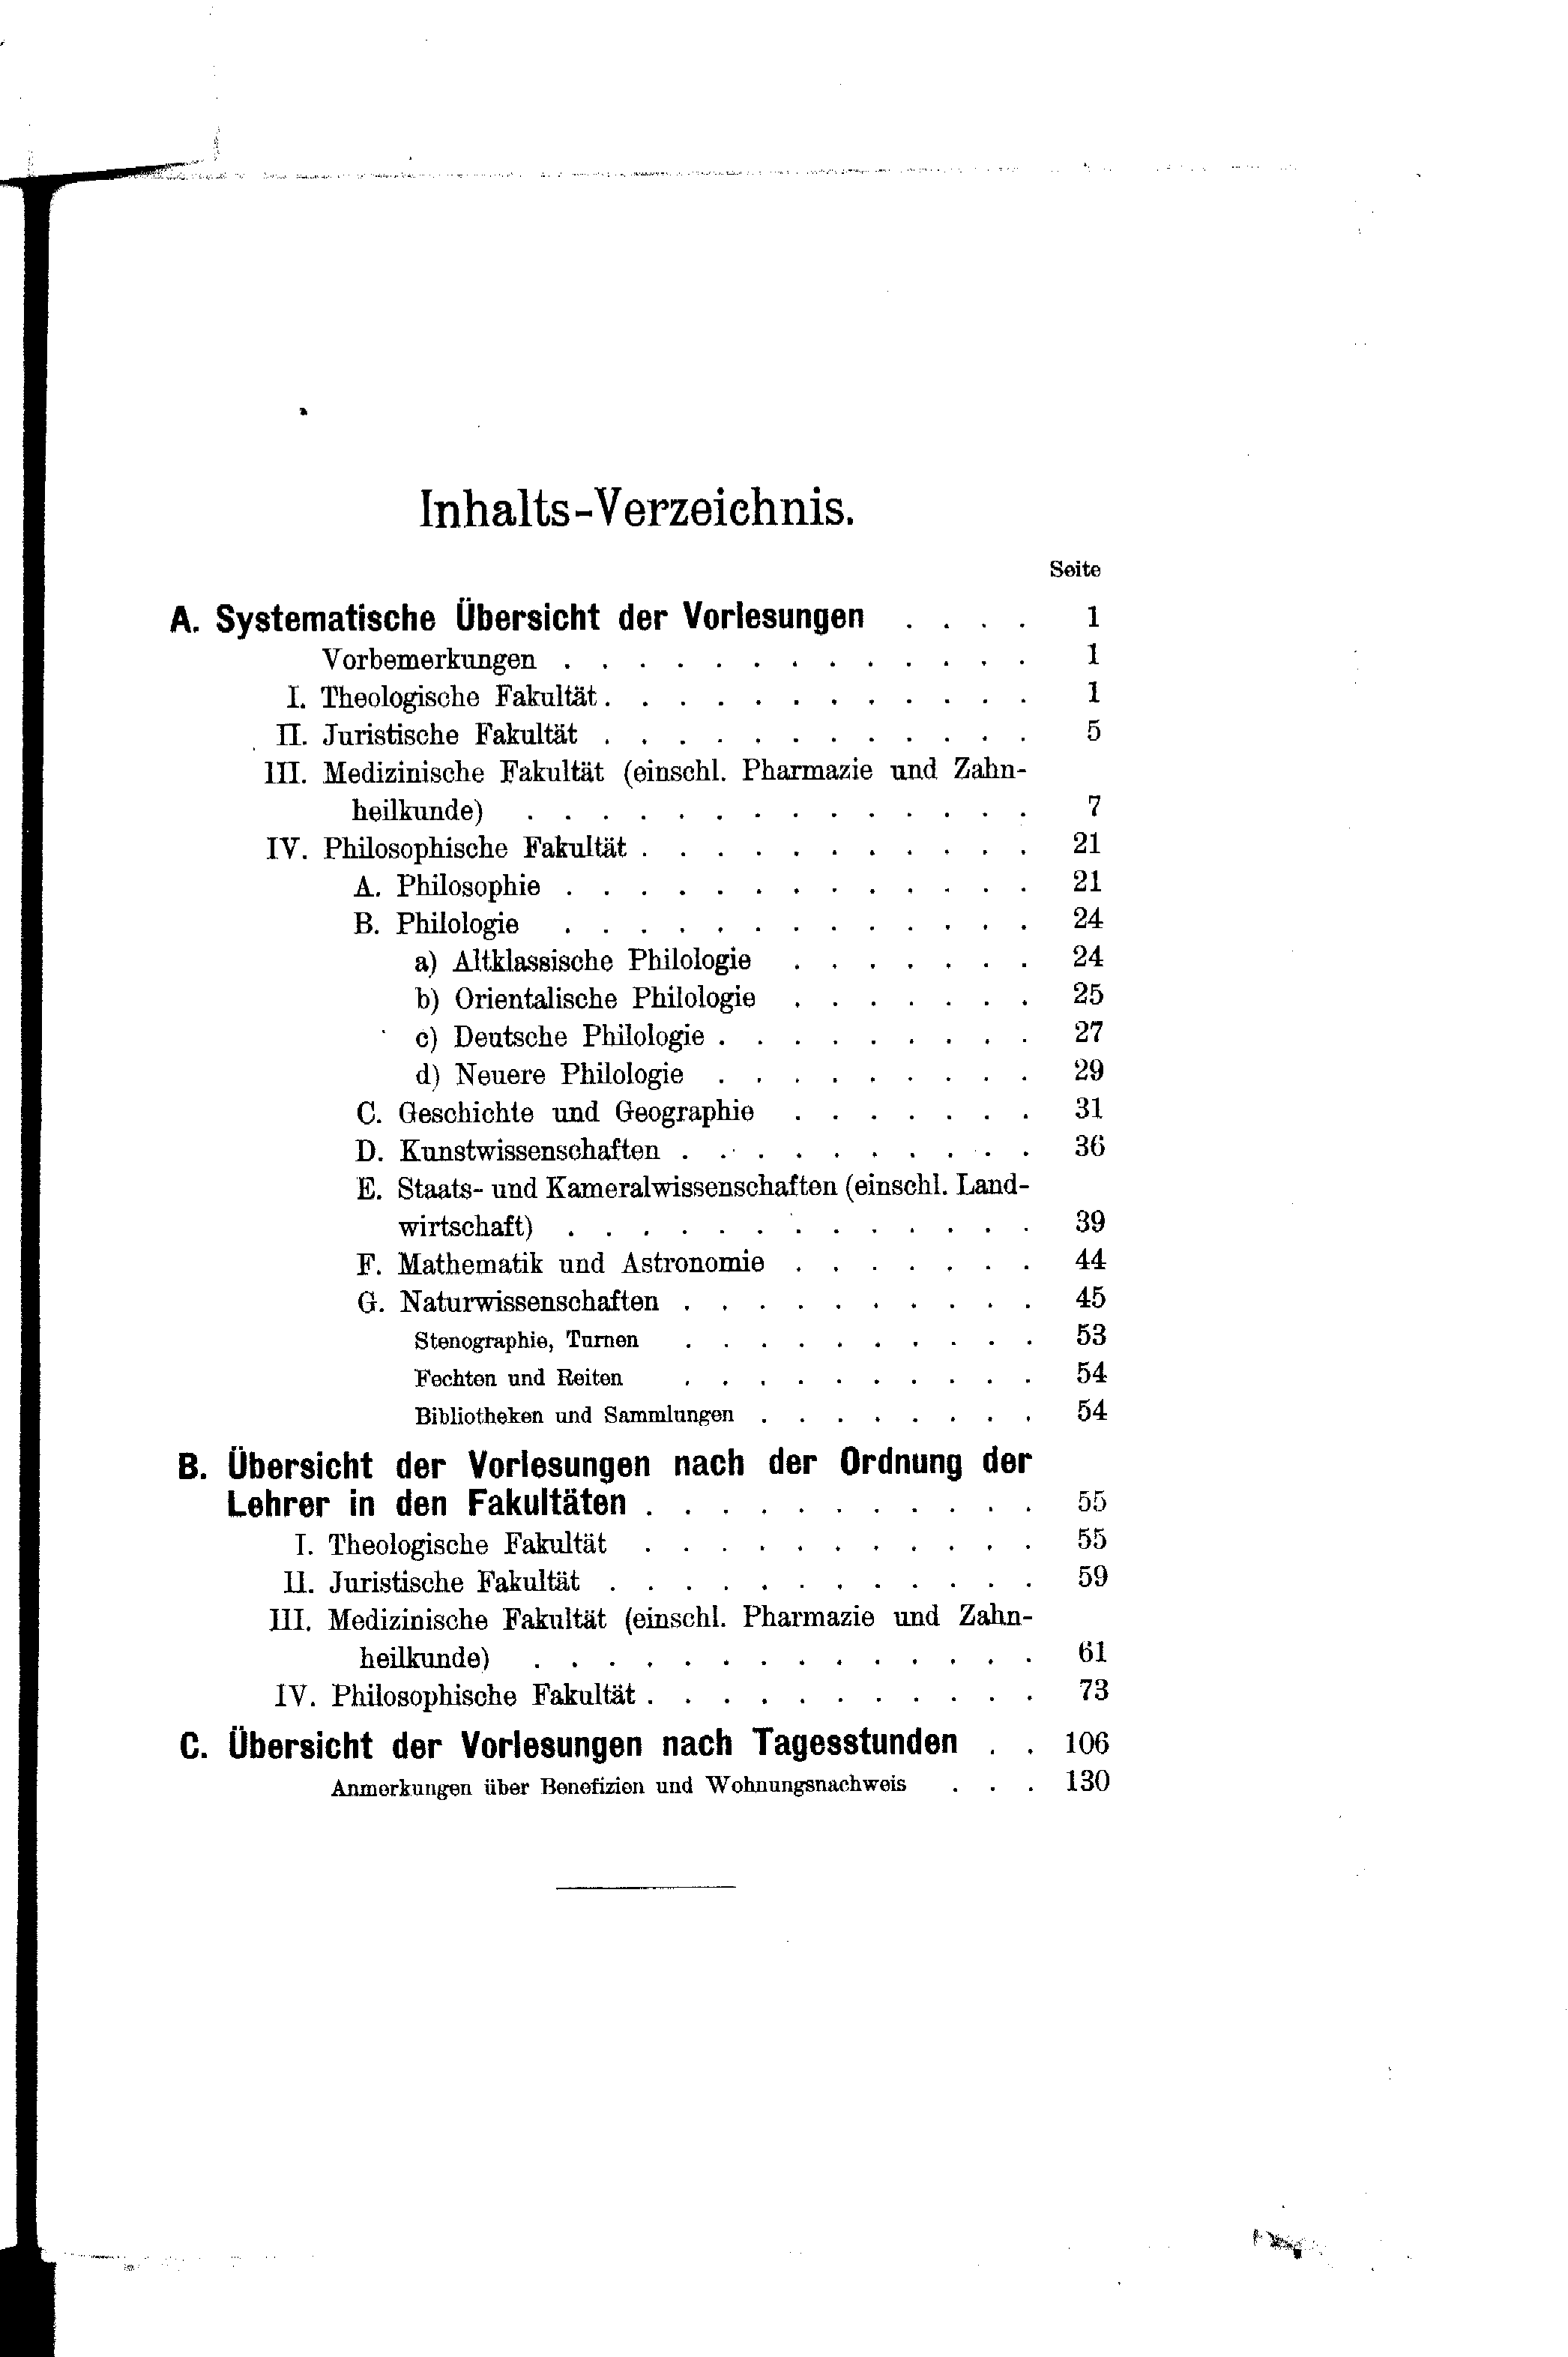 Inhalts-Verzeichnis.
Seite
A. Systematische Übersicht der Vorlesungen . . . . 1
Vorbemerkungen . . . . . . . . . . . . . 1
I. Theologische Fakultät . . . . . . . . . . . . 1
II. Juristische Fakultät . . . . . . . . . . . . 5
III. Medizinische Fakultät (einschl. Pharmazie und Zahn-
heilkunde) . . . . . . . . . . . . . . 7
IV. Philosophische Fakultät . . . . . . . . . . . 21
A. Philosophie . . . . . . . . . . . . . 21
B. Philologie . . . . . . . . . . . . . 24
a) Altklassische Philologie . . . . . . . 24
b) Orientalische Philologie . . . . . . . 25
c) Deutsche Philologie . . . . . . . . . 27
d) Neuere Philologie . . . . . . . . . 29
C. Geschichte und Geographie . . . . . . . 31
D. Kunstwissenschaften . . . . . . . . . . 36
E. Staats- und Kameralwissenschaften (einschl. Land-
wirtschaft) . . . . . . . . . . . . . 39
F. Mathematik und Astronomie . . . . . . . 44
G. Naturwissenschaften . . . . . . . . . . 45
Stenographie, Turnen . . . . . . . . . . 53
Fechten und Reiten . . . . . . . . . . 54
Bibliotheken und Sammlungen . . . . . . . . 54
B. Übersicht der Vorlesungen nach der Ordnung der
Lehrer in den Fakultäten . . . . . . . . . . . 55
I. Theologische Fakultät . . . . . . . . . . . 55
II. Juristische Fakultät . . . . . . . . . . . . 59
III. Medizinische Fakultät (einschl. Pharmazie und Zahn-
heilkunde) . . . . . . . . . . . . . . 61
IV. Philosophische Fakultät . . . . . . . . . . . 73
C. Übersicht der Vorlesungen nach Tagesstunden . . 106
Anmerkungen über Benefizien und Wohnungsnachweis . . . 130